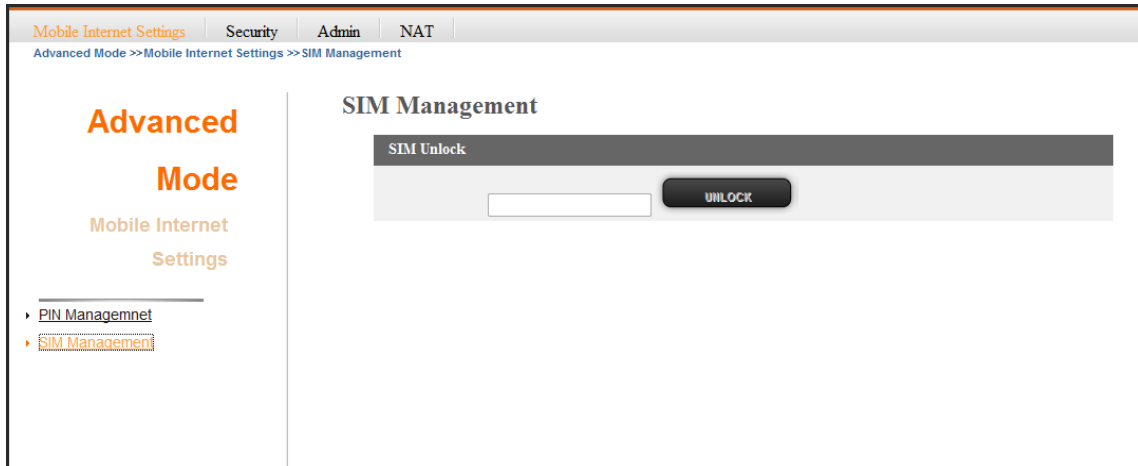 Mobile Internet Settings Security Admin NAT
Advanced Mode >>Mobile Internet Settings >>SIM Management
Advanced
Mode
Mobile Internet
Settings
PIN Managemnet
SIM Management
SIM Management
SIM Unlock
UNLOCK